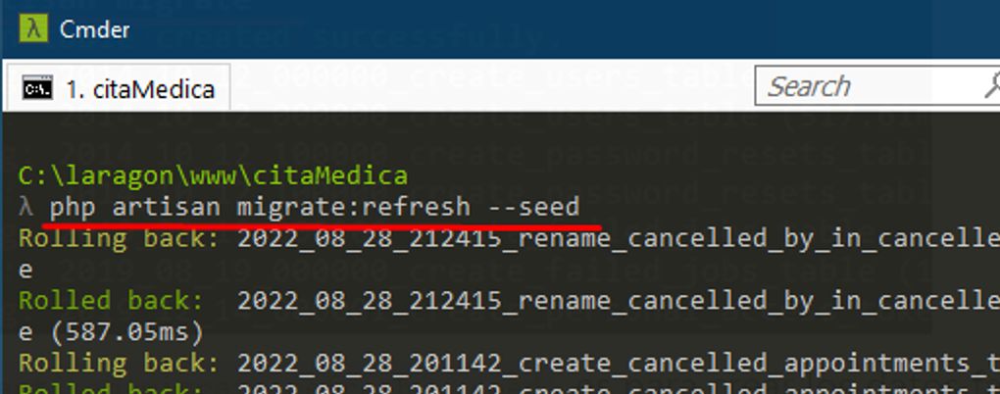 Cmder
1. citaMedica
Search
C:\laragon\www\citaMedica
λ php artisan migrate:refresh --seed
Rolling back: 2022_08_28_212415_rename_cancelled_by_in_cancelle
e
Rolled back:  2022_08_28_212415_rename_cancelled_by_in_cancelle
e (587.05ms)
Rolling back: 2022_08_28_201142_create_cancelled_appointments_t
Rolled back:  2022_08_28_201142_create_cancelled_appointments_t